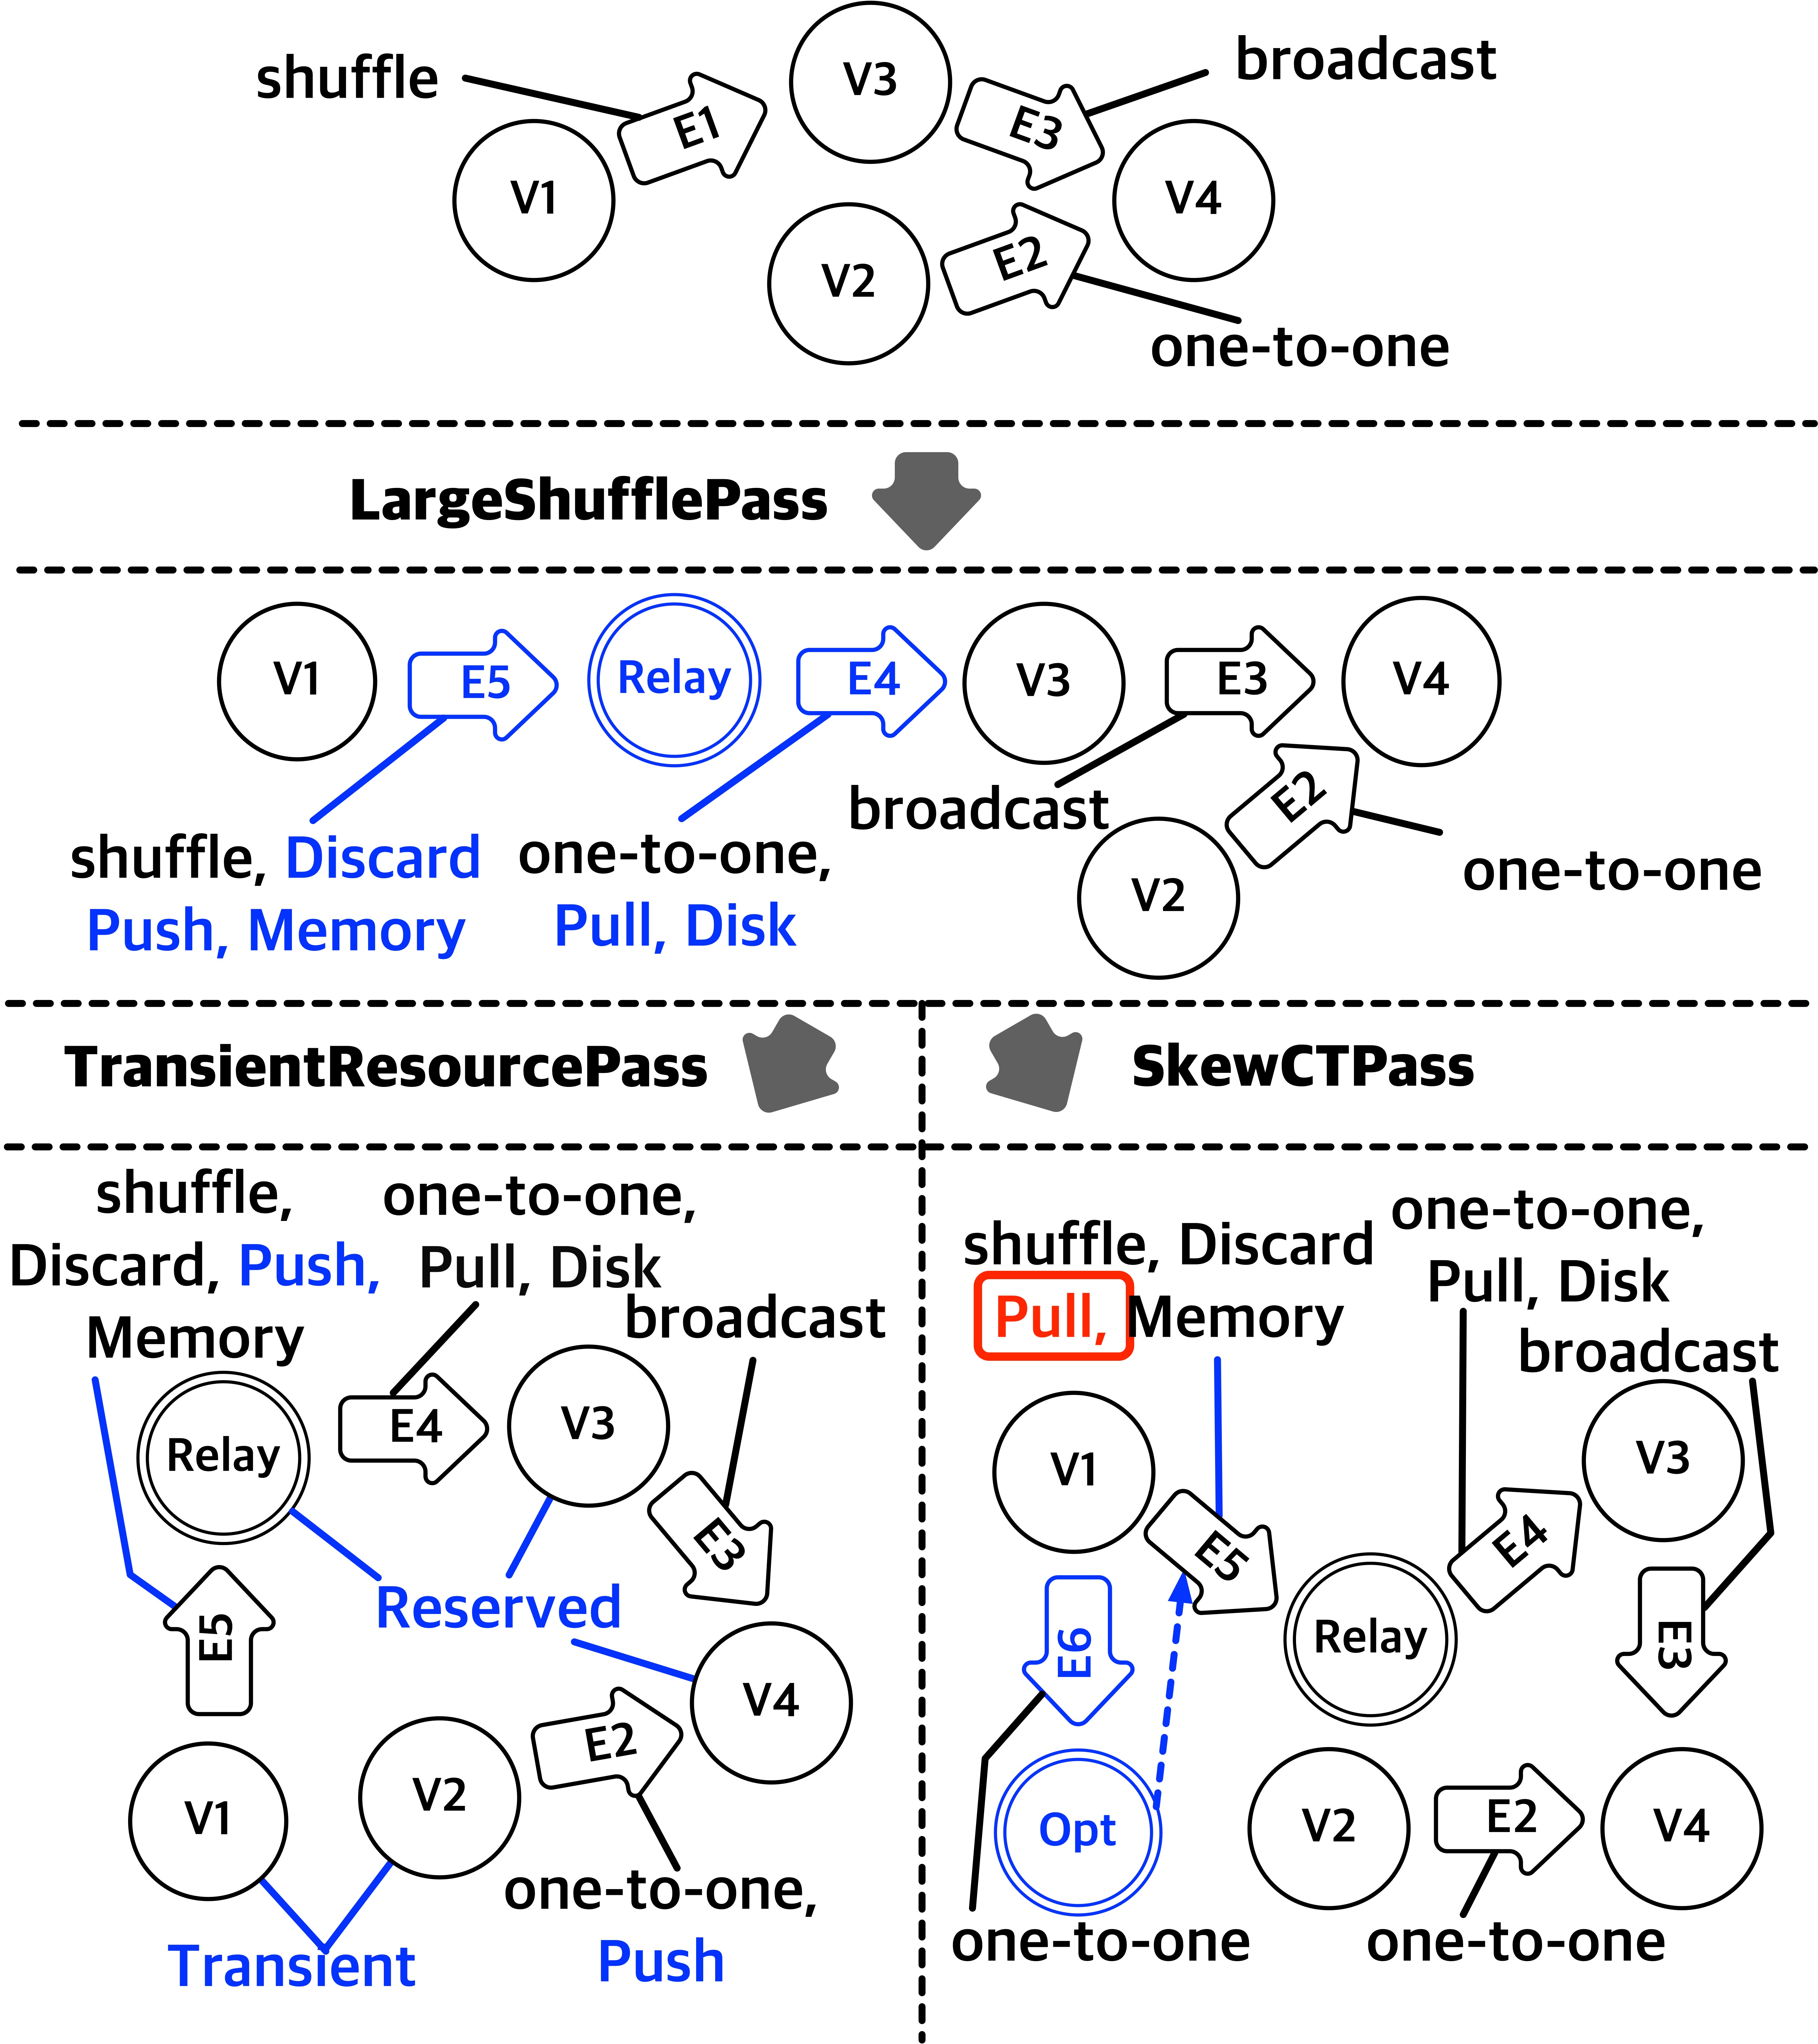 shuffle
V3
broadcast
E1
E3
V1
V4
V2
E2
one-to-one
LargeShufflePass
V1
E5
Relay
E4
V3
E3
V4
broadcast
E2
shuffle, Discard
Push, Memory
one-to-one,
Pull, Disk
V2
one-to-one
TransientResourcePass
SkewCTPass
shuffle,
Discard, Push,
Memory
one-to-one,
Pull, Disk
broadcast
Relay
E4
V3
E3
Reserved
E5
V4
V1
V2
E2
one-to-one,
Push
Transient
shuffle, Discard
Pull, Memory
one-to-one,
Pull, Disk
broadcast
V1
V3
E5
E4
E6
Relay
E3
Opt
V2
E2
V4
one-to-one
one-to-one